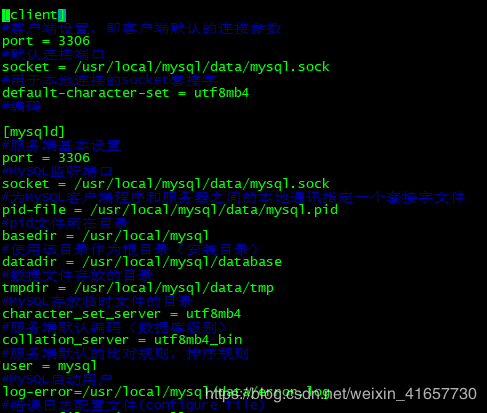 [client]
#客户端设置，即客户端默认的连接参数
port = 3306
#默认连接端口
socket = /usr/local/mysql/data/mysql.sock
#用于本地连接的socket套接字
default-character-set = utf8mb4
#编码
[mysqld]
#服务端基本设置
port = 3306
#MySQL监听端口
socket = /usr/local/mysql/data/mysql.sock
#为MySQL客户端程序和服务器之间的本地通讯指定一个套接字文件
pid-file = /usr/local/mysql/data/mysql.pid
#pid文件所在目录
basedir = /usr/local/mysql
#使用该目录作为根目录（安装目录）
datadir = /usr/local/mysql/database
#数据文件存放的目录
tmpdir = /usr/local/mysql/data/tmp
#MySQL存放临时文件的目录
character_set_server = utf8mb4
#服务端默认编码（数据库级别）
collation_server = utf8mb4_bin
#服务端默认的比对规则，排序规则
user = mysql
#MySQL启动用户
log-error=/usr/local/mysql/data/error.log
#错误日志配置文件(configure file)
https://blog.csdn.net/weixin_41657730